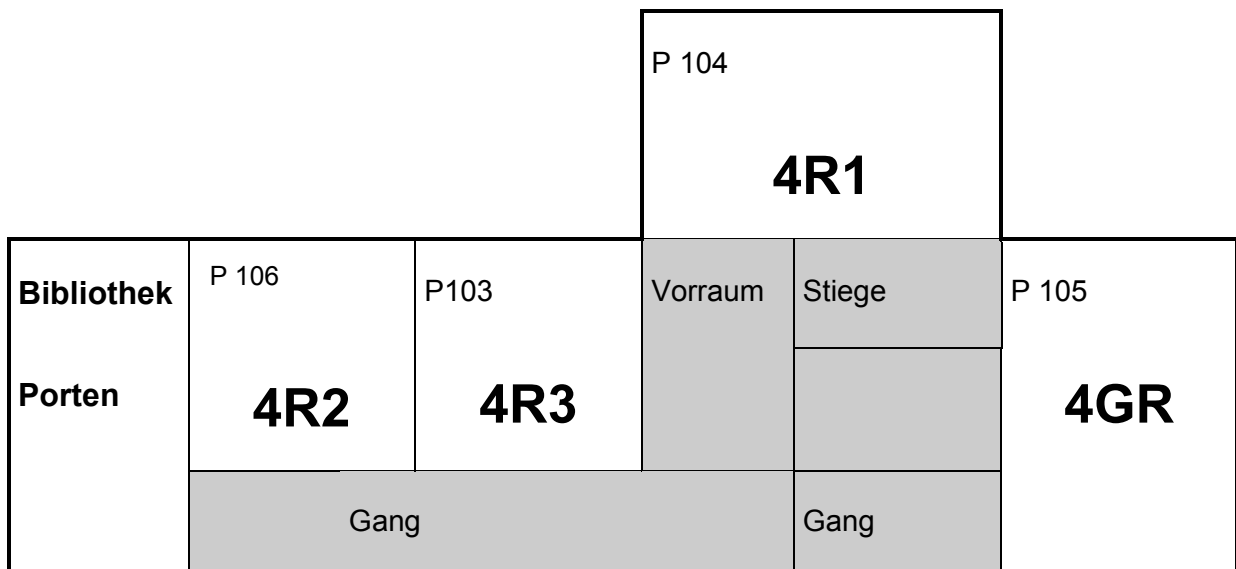 P 104
4R1
Bibliothek
P 106
P103
Vorraum
Stiege
P 105
Porten
4R2
4R3
4GR
Gang
Gang